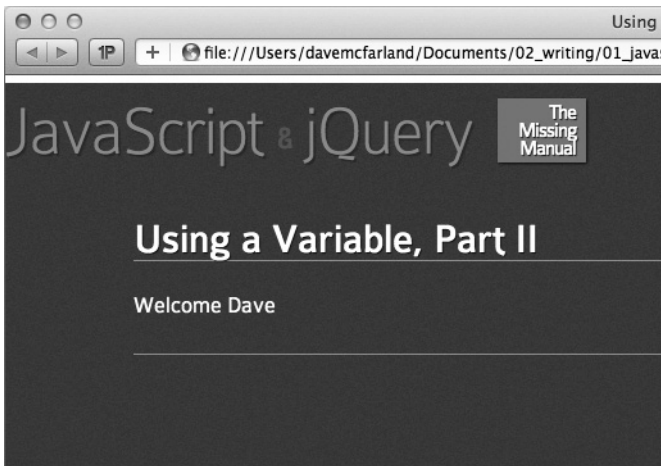 Using
1P + file:///Users/davemcfarland/Documents/02_writing/01_javas
JavaScript & jQuery
The
Missing
Manual
Using a Variable, Part II
Welcome Dave